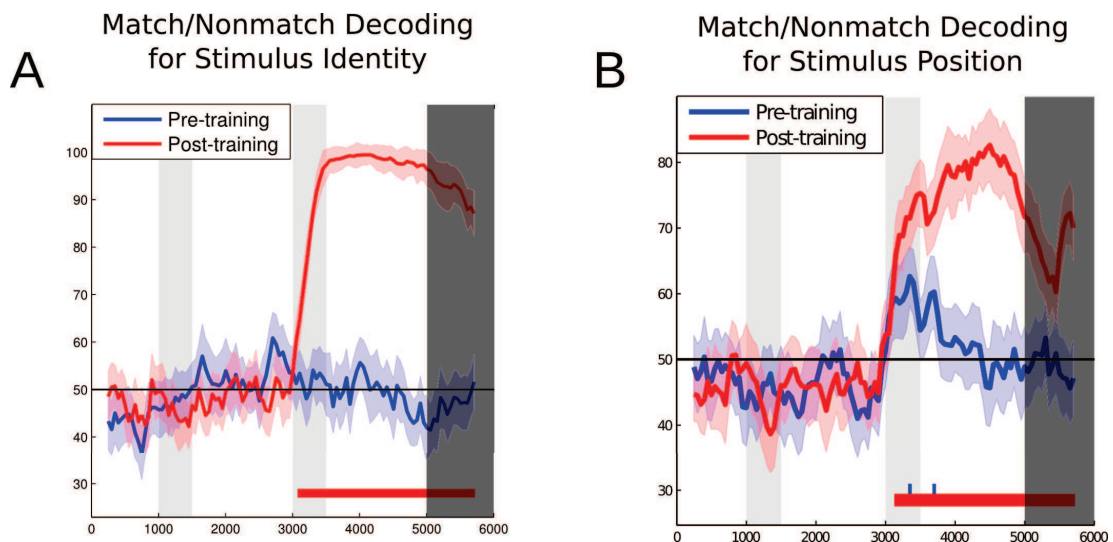 Match/Nonmatch Decoding
for Stimulus Identity
A
Pre-training
Post-training
100
90
80
70
60
50
40
30
0 1000 2000 3000 4000 5000 6000
Match/Nonmatch Decoding
for Stimulus Position
B
Pre-training
Post-training
80
70
60
50
40
30
0 1000 2000 3000 4000 5000 6000